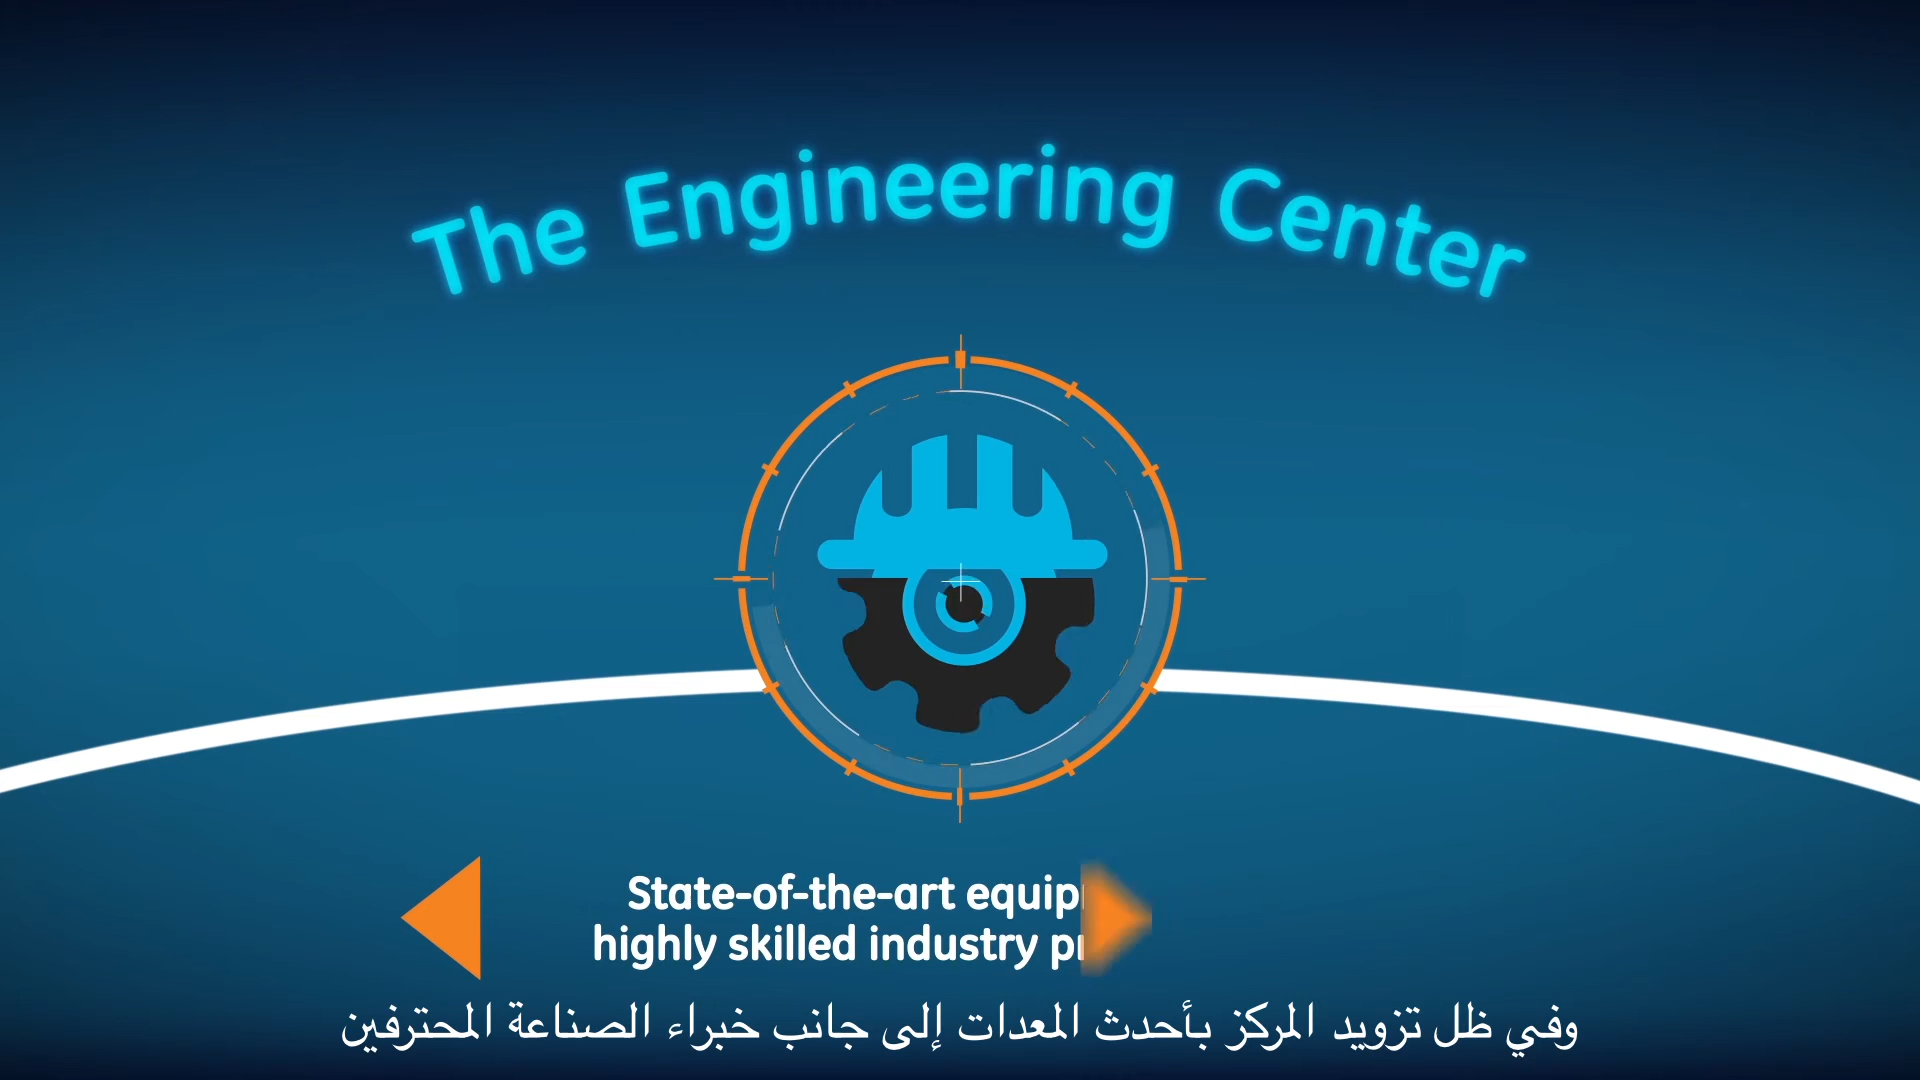 The Engineering Center
State-of-the-art
highly skilled industry
وفي ظل تزويد المركز بأحدث المعدات إلى جانب خبراء الصناعة المحترفين